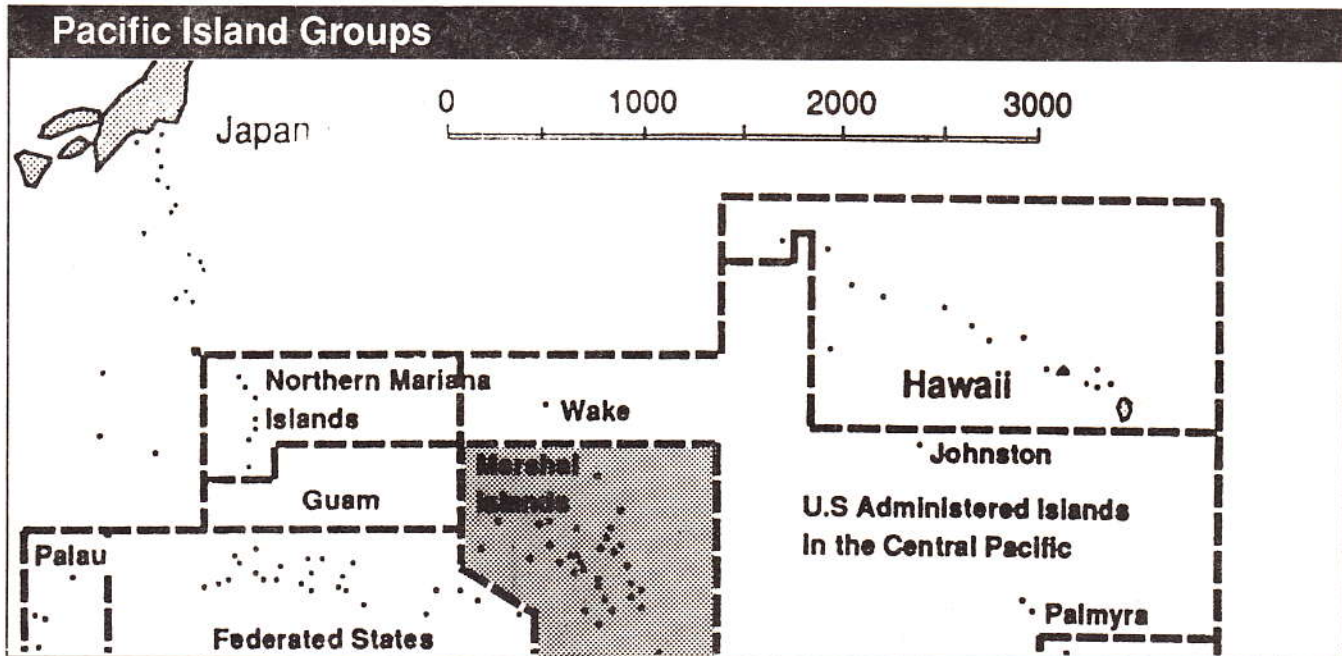 Pacific Island Groups
0 1000 2000 3000
Japan
Northern Mariana
Islands
Wake
Hawaii
Marshal
Islands
Johnston
Guam
U.S Administered Islands
in the Central Pacific
Palau
Palmyra
Federated States